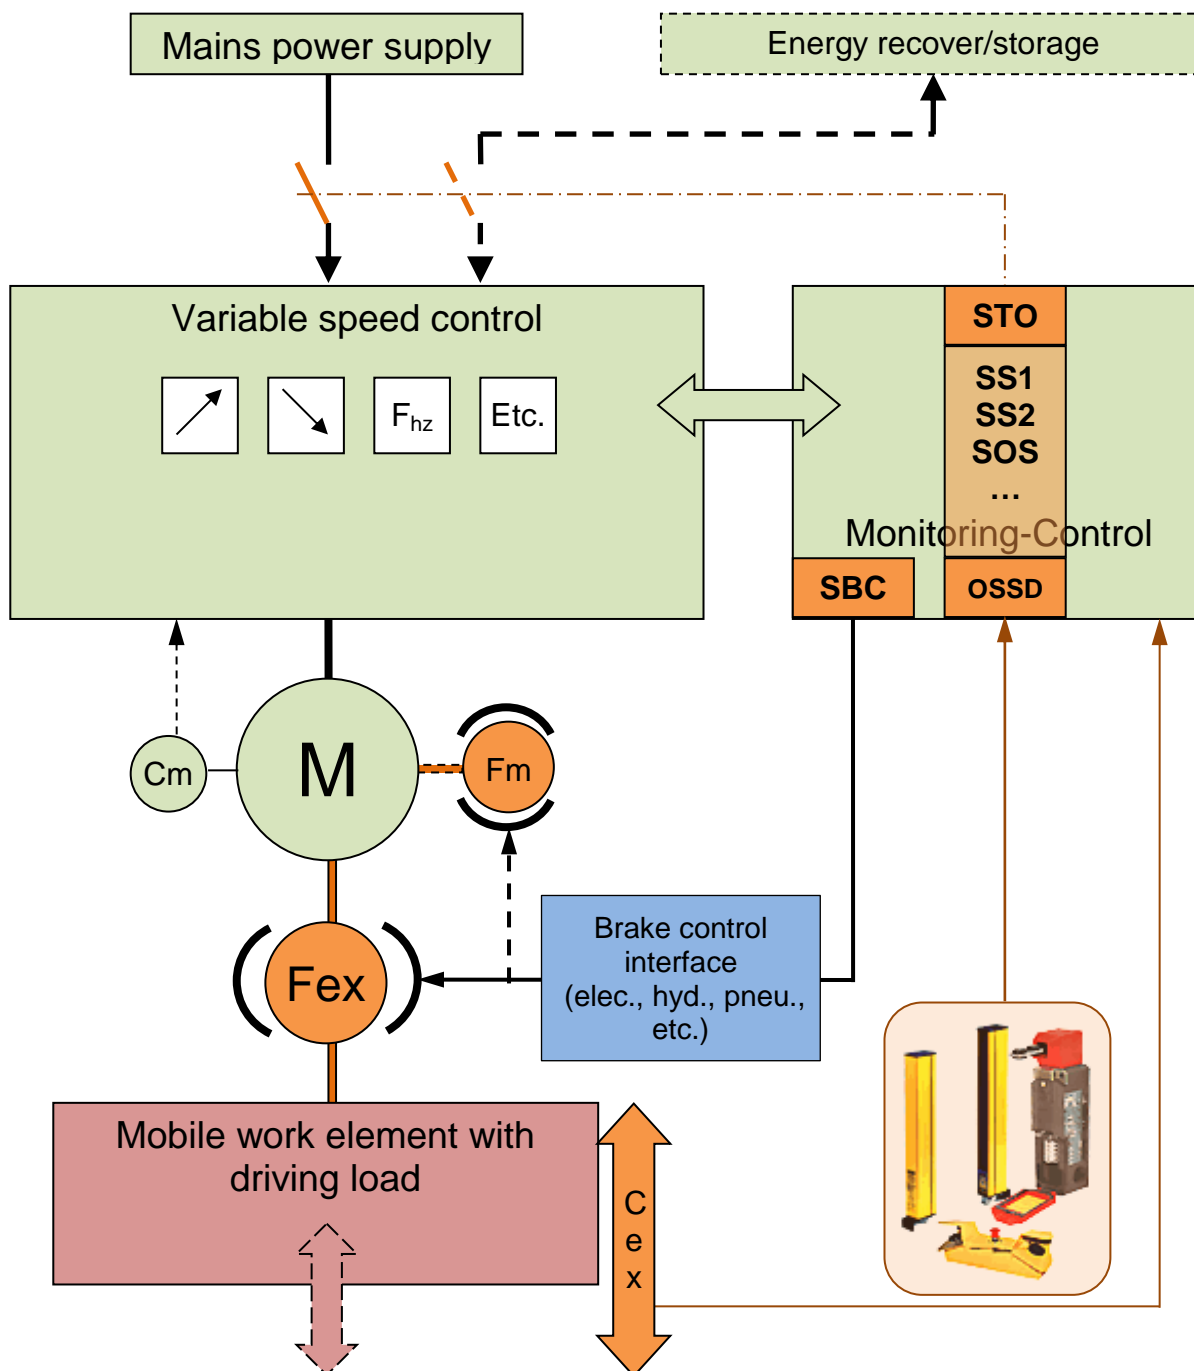 Mains power supply
Energy recover/storage
Variable speed control
Fhz
Etc.
STO
SS1
SS2
SOS
...
Monitoring-Control
SBC
OSSD
M
Cm
Fm
Brake control
interface
(elec., hyd., pneu.,
etc.)
Fex
Mobile work element with
driving load
C
e
x